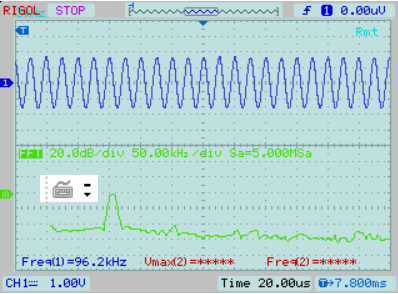 RIGOL STOP f 1 0.00uV
T Rmt
1
FFT 20.0dB/div 50.00kHz/div Sa=5.000MSa
m
Freq(1)=96.2kHz Vmax(2)=***** Freq(2)=*****
CH1 1.00V Time 20.00us T→7.800ms